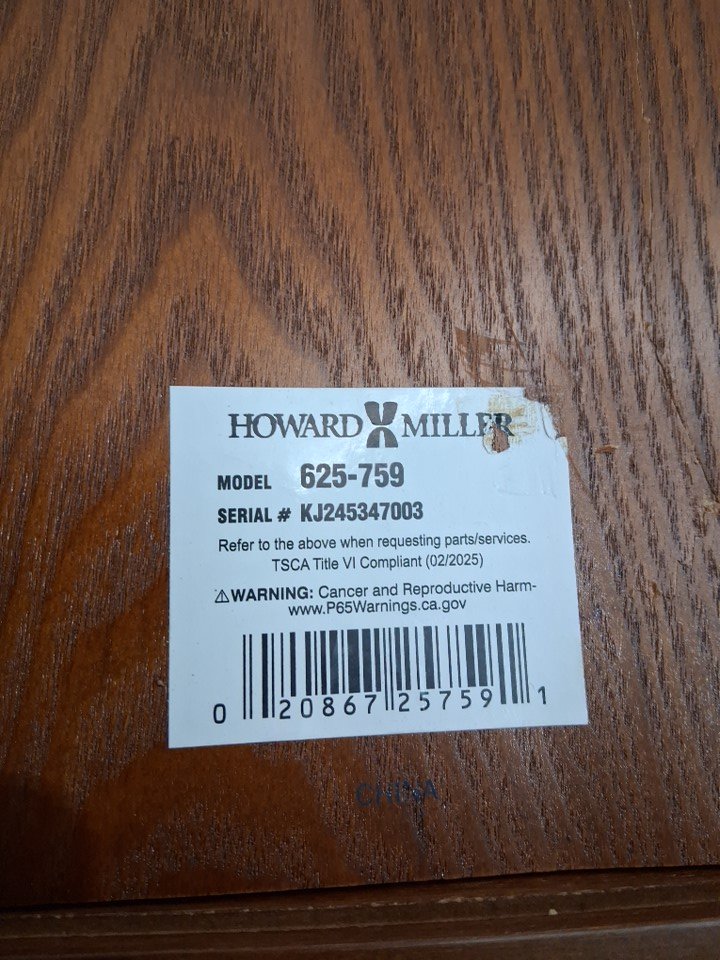 HOWARD MILLER
MODEL 625-759
SERIAL # KJ245347003
Refer to the above when requesting parts/services.
TSCA Title VI Compliant (02/2025)
⚠WARNING: Cancer and Reproductive Harm-
www.P65Warnings.ca.gov
0 20867 25759 1
CHINA